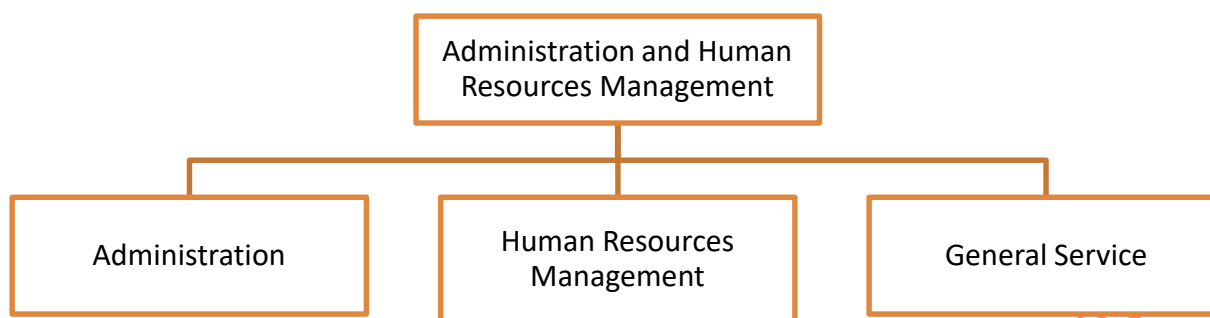 Administration and Human
Resources Management
Administration
Human Resources
Management
General Service